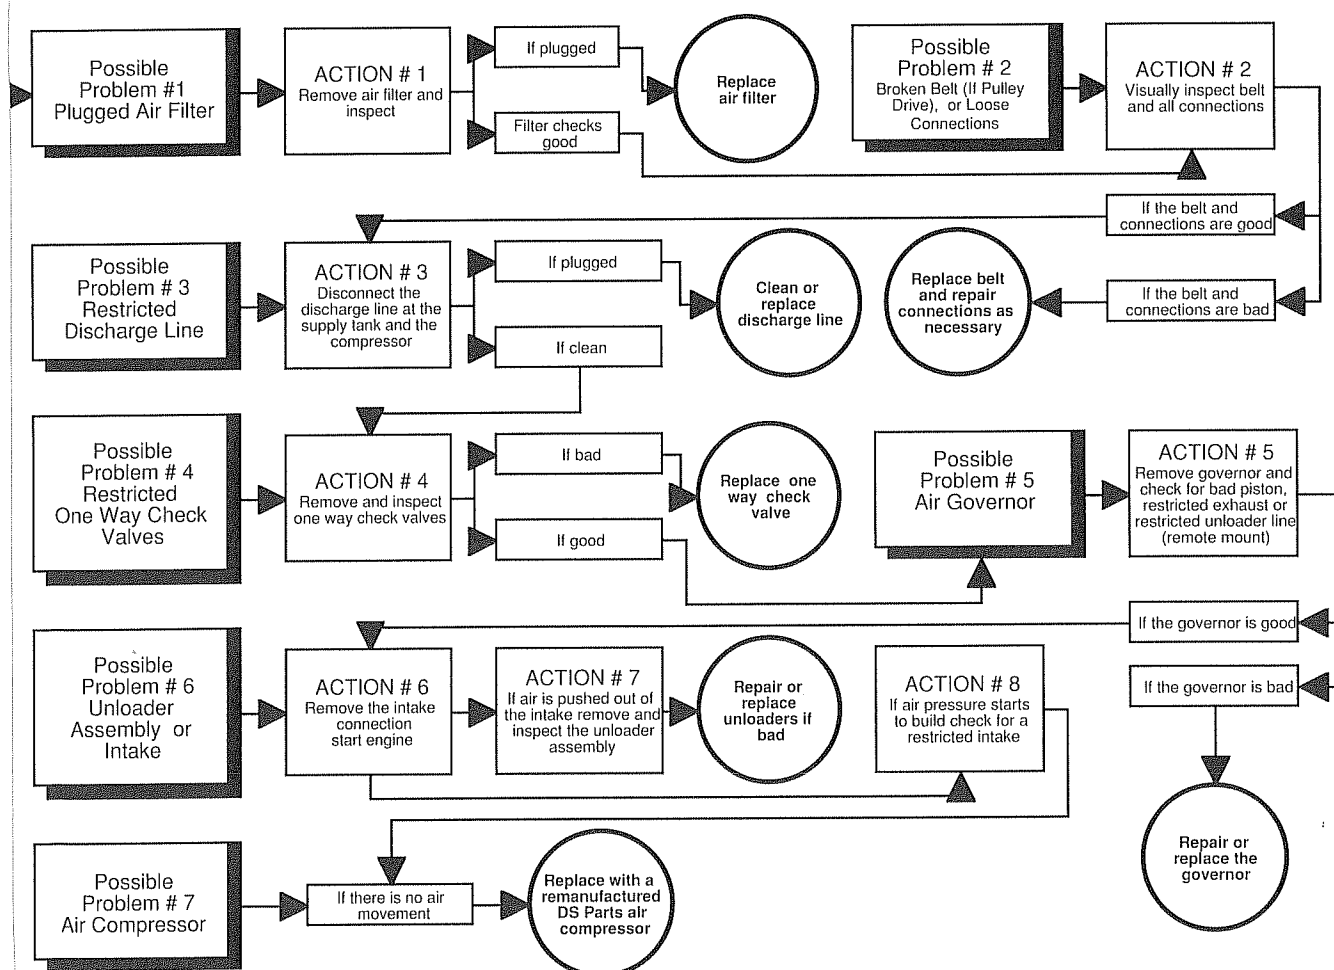 Possible
Problem #1
Plugged Air Filter
ACTION # 1
Remove air filter and
inspect
If plugged
Filter checks
good
Replace
air filter
Possible
Problem # 2
Broken Belt (If Pulley
Drive), or Loose
Connections
ACTION # 2
Visually inspect belt
and all connections
If the belt and
connections are good
If the belt and
connections are bad
Replace belt
and repair
connections as
necessary
Possible
Problem # 3
Restricted
Discharge Line
ACTION # 3
Disconnect the
discharge line at the
supply tank and the
compressor
If plugged
If clean
Clean or
replace
discharge line
Possible
Problem # 4
Restricted
One Way Check
Valves
ACTION # 4
Remove and inspect
one way check valves
If bad
If good
Replace one
way check
valve
Possible
Problem # 5
Air Governor
ACTION # 5
Remove governor and
check for bad piston,
restricted exhaust or
restricted unloader line
(remote mount)
If the governor is good
If the governor is bad
Repair or
replace the
governor
Possible
Problem # 6
Unloader
Assembly or
Intake
ACTION # 6
Remove the intake
connection
start engine
ACTION # 7
If air is pushed out of
the intake remove and
inspect the unloader
assembly
Repair or
replace
unloaders if
bad
ACTION # 8
If air pressure starts
to build check for a
restricted intake
Possible
Problem # 7
Air Compressor
If there is no air
movement
Replace with a
remanufactured
DS Parts air
compressor